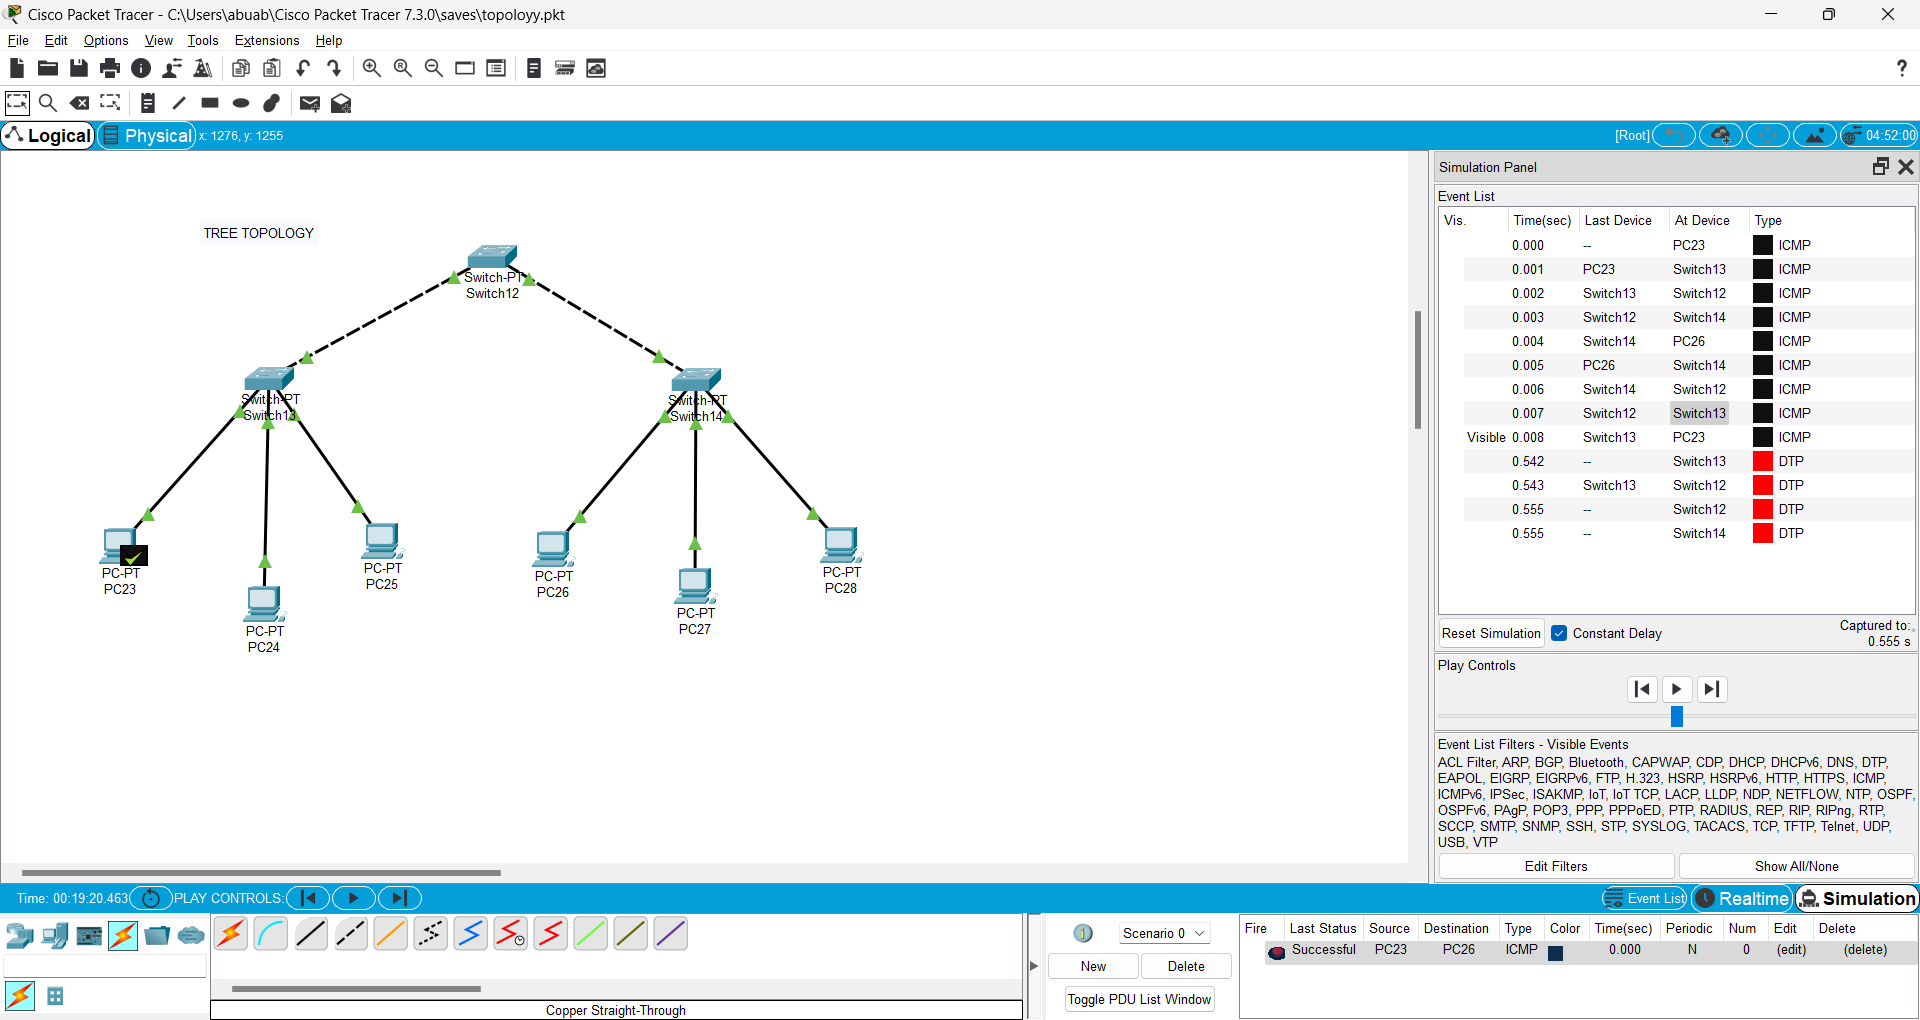 Cisco Packet Tracer - C:\Users\abuab\Cisco Packet Tracer 7.3.0\saves\topoloyy.pkt
File Edit Options View Tools Extensions Help
?
Logical Physical x: 1276, y: 1255 [Root] 04:52:00
TREE TOPOLOGY
Switch-PT
Switch12
Switch-PT
Switch13
Switch-PT
Switch14
PC-PT
PC23
PC-PT
PC24
PC-PT
PC25
PC-PT
PC26
PC-PT
PC27
PC-PT
PC28
Simulation Panel
Event List
Vis. Time(sec) Last Device At Device Type
0.000 -- PC23 ICMP
0.001 PC23 Switch13 ICMP
0.002 Switch13 Switch12 ICMP
0.003 Switch12 Switch14 ICMP
0.004 Switch14 PC26 ICMP
0.005 PC26 Switch14 ICMP
0.006 Switch14 Switch12 ICMP
0.007 Switch12 Switch13 ICMP
Visible 0.008 Switch13 PC23 ICMP
0.542 -- Switch13 DTP
0.543 Switch13 Switch12 DTP
0.555 -- Switch12 DTP
0.555 -- Switch14 DTP
Reset Simulation Constant Delay Captured to:
0.555 s
Play Controls
Event List Filters - Visible Events
ACL Filter, ARP, BGP, Bluetooth, CAPWAP, CDP, DHCP, DHCPv6, DNS, DTP,
EAPOL, EIGRP, EIGRPv6, FTP, H.323, HSRP, HSRPv6, HTTP, HTTPS, ICMP,
ICMPv6, IPSec, ISAKMP, IoT, IoT TCP, LACP, LLDP, NDP, NETFLOW, NTP, OSPF,
OSPFv6, PAgP, POP3, PPP, PPPoED, PTP, RADIUS, REP, RIP, RIPng, RTP,
SCCP, SMTP, SNMP, SSH, STP, SYSLOG, TACACS, TCP, TFTP, Telnet, UDP,
USB, VTP
Edit Filters Show All/None
Time: 00:19:20.463 PLAY CONTROLS: Event List Realtime Simulation
Copper Straight-Through
1 Scenario 0
New Delete
Toggle PDU List Window
Fire Last Status Source Destination Type Color Time(sec) Periodic Num Edit Delete
Successful PC23 PC26 ICMP 0.000 N 0 (edit) (delete)